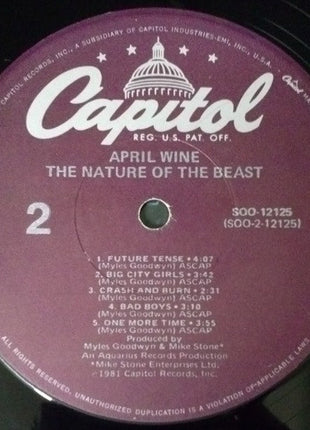 CAPITOL RECORDS, INC., A SUBSIDIARY OF CAPITOL INDUSTRIES-EMI, INC., U.S.A.
Capitol
REG. U.S. PAT. OFF.
APRIL WINE
THE NATURE OF THE BEAST
2
SOO-12125
(SOO-2-12125)
1. FUTURE TENSE • 4:07
(Myles Goodwyn) ASCAP
2. BIG CITY GIRLS • 3:42
(Myles Goodwyn) ASCAP
3. CRASH AND BURN • 2:31
(Myles Goodwyn) ASCAP
4. BAD BOYS • 3:10
(Myles Goodwyn) ASCAP
5. ONE MORE TIME • 3:55
(Myles Goodwyn) ASCAP
Produced by
Myles Goodwyn & Mike Stone*
An Aquarius Records Production
*Mike Stone Enterprises Ltd.
℗1981 Capitol Records, Inc.
ALL RIGHTS RESERVED. UNAUTHORIZED DUPLICATION IS A VIOLATION OF APPLICABLE LAWS.
Capitol